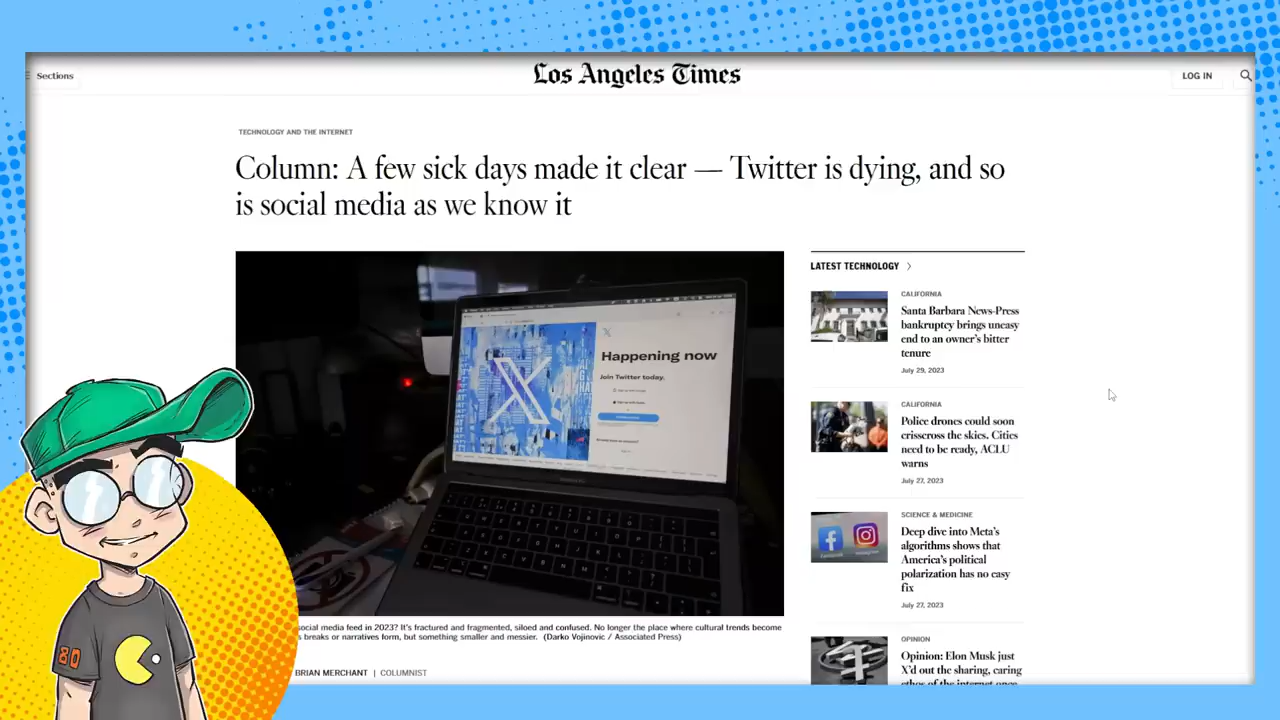 Sections
Los Angeles Times
LOG IN
TECHNOLOGY AND THE INTERNET
Column: A few sick days made it clear — Twitter is dying, and so
is social media as we know it
LATEST TECHNOLOGY
CALIFORNIA
Santa Barbara News-Press
bankruptcy brings uneasy
end to an owner's bitter
tenure
July 29, 2023
CALIFORNIA
Police drones could soon
crisscross the skies. Cities
need to be ready, ACLU
warns
July 27, 2023
SCIENCE & MEDICINE
Deep dive into Meta's
algorithms shows that
America's political
polarization has no easy
fix
July 27, 2023
OPINION
Opinion: Elon Musk just
X'd out the sharing, caring
ethos of the internet once
Happening now
Join Twitter today.
social media feed in 2023? It's fractured and fragmented, siloed and confused. No longer the place where cultural trends become
breaks or narratives form, but something smaller and messier. (Darko Vojinovic / Associated Press)
BRIAN MERCHANT | COLUMNIST
80